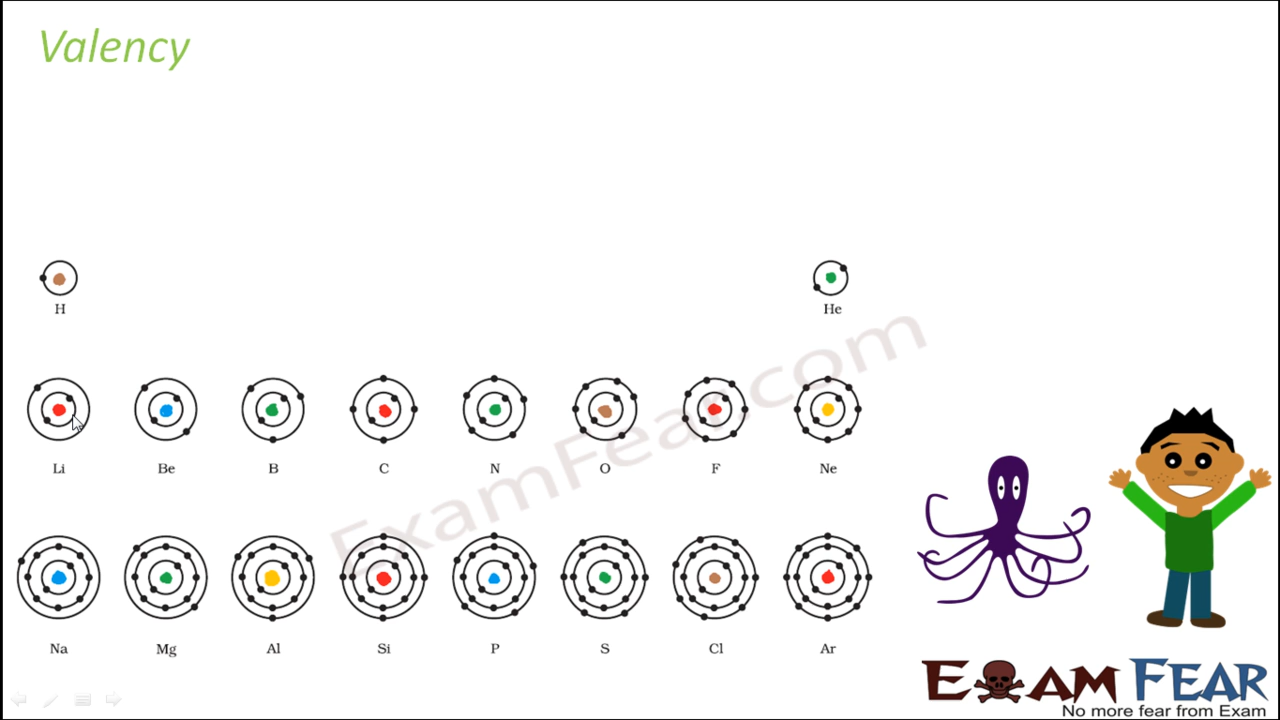 Valency
H He
Li Be B C N O F Ne
Na Mg Al Si P S Cl Ar
ExamFear.com
EXAM FEAR
No more fear from Exam